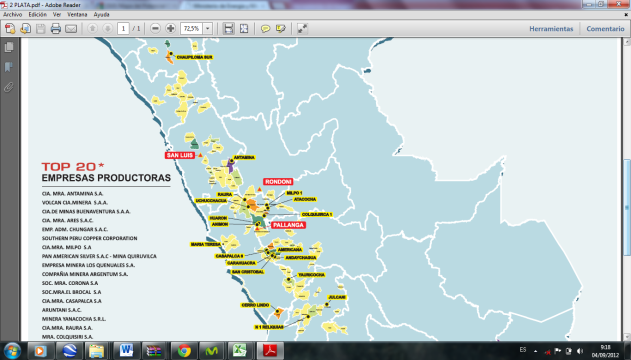 2 PLATA.pdf - Adobe Reader
Archivo Edición Ver Ventana Ayuda
1 / 1 72,5%
Herramientas Comentario
CHAUPILOMA SUR
SAN LUIS
ANTAMINA
RONDONI
RAURA
MILPO 1
UCHUCCHACUA
ATACOCHA
COLQUIJIRCA 1
HUARON
ANIMON
PALLANGA
MARIA TERESA
AMERICANA
CASAPALCA 6
ANDAYCHAGUA
CARAHUACRA
SAN CRISTOBAL
YAURICOCHA
JULCANI
CERRO LINDO
N 1 RELIQUIAS
TOP 20*
EMPRESAS PRODUCTORAS
CIA. MRA. ANTAMINA S.A.
VOLCAN CIA.MINERA S.A.A.
CIA.DE MINAS BUENAVENTURA S.A.A.
CIA. MRA. ARES S.A.C.
EMP. ADM. CHUNGAR S.A.C.
SOUTHERN PERU COPPER CORPORATION
CIA.MRA. MILPO S.A
PAN AMERICAN SILVER S.A.C - MINA QUIRUVILCA
EMPRESA MINERA LOS QUENUALES S.A.
COMPAÑIA MINERA ARGENTUM S.A.
SOC. MRA. CORONA S.A
SOC.MRA.EL BROCAL S.A
CIA.MRA. CASAPALCA S.A
ARUNTANI S.A.C.
MINERA YANACOCHA S.R.L.
CIA.MRA. RAURA S.A.
MRA. COLQUISIRI S.A.
ES
9:18
04/09/2012